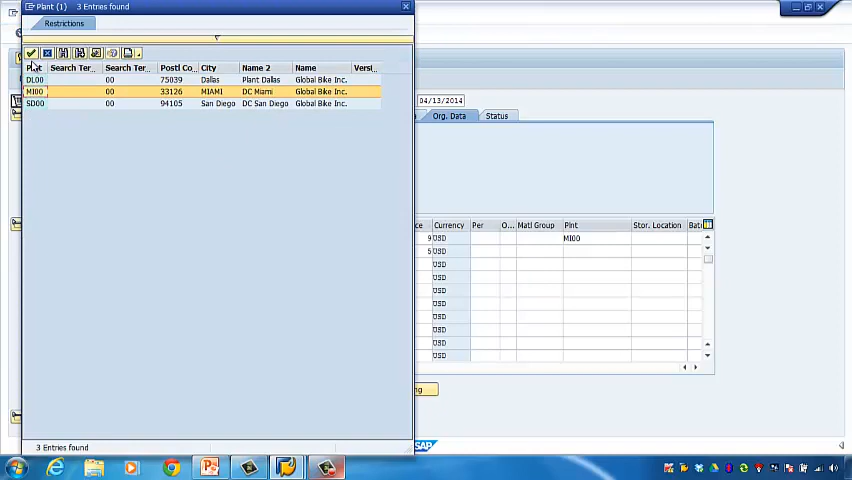 Plant (1) 3 Entries found
Restrictions
Search Ter... Search Ter... Postl Co... City Name 2 Name Versi...
DL00 00 75039 Dallas Plant Dallas Global Bike Inc.
MI00 00 33126 MIAMI DC Miami Global Bike Inc.
SD00 00 94105 San Diego DC San Diego Global Bike Inc.
04/13/2014
Org. Data Status
Currency Per O... Matl Group Plnt Stor. Location
9 USD MI00
USD
USD
USD
USD
USD
USD
USD
USD
USD
3 Entries found
SAP